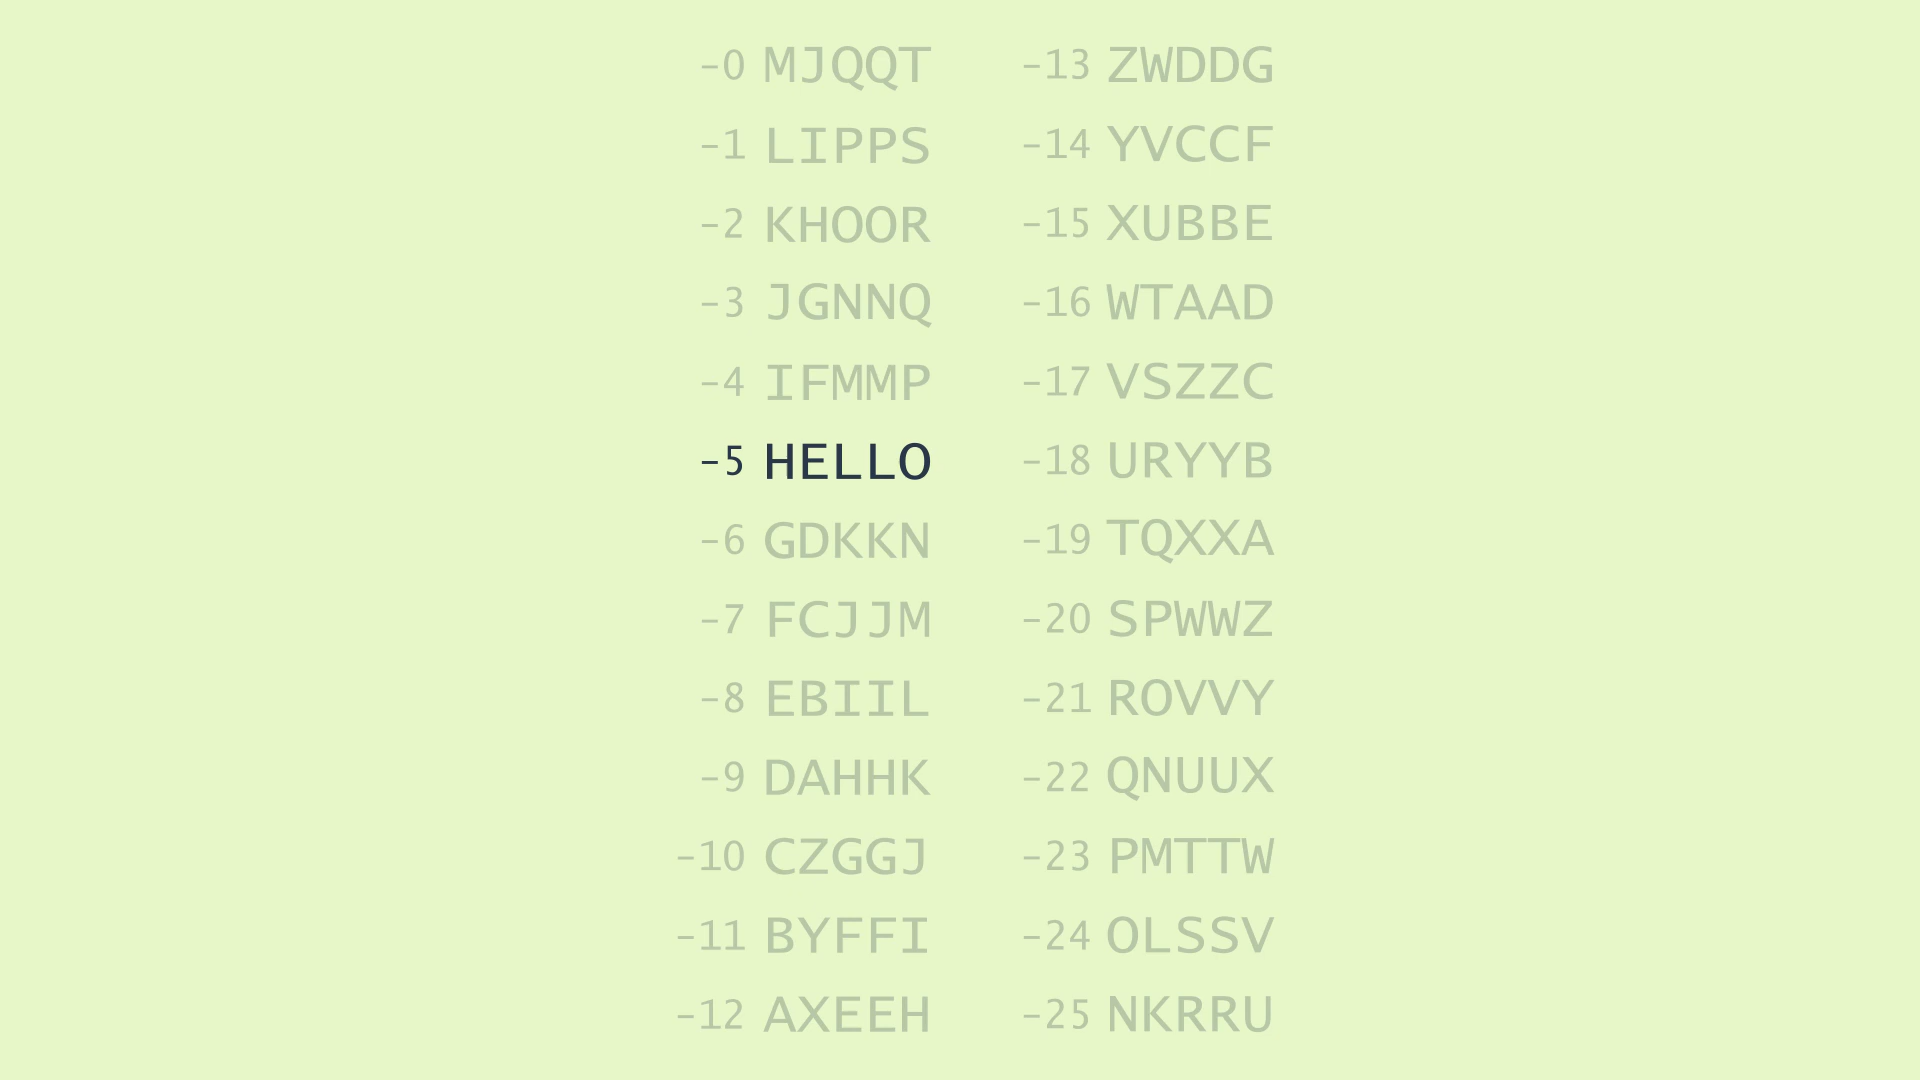 -0 MJQQT
-1 LIPPS
-2 KHOOR
-3 JGNNQ
-4 IFMMP
-5 HELLO
-6 GDKKN
-7 FCJJM
-8 EBIIL
-9 DAHHK
-10 CZGGJ
-11 BYFFI
-12 AXEEH
-13 ZWDDG
-14 YVCCF
-15 XUBBE
-16 WTAAD
-17 VSZZC
-18 URYYB
-19 TQXXA
-20 SPWWZ
-21 ROVVY
-22 QNUUX
-23 PMTTW
-24 OLSSV
-25 NKRRU